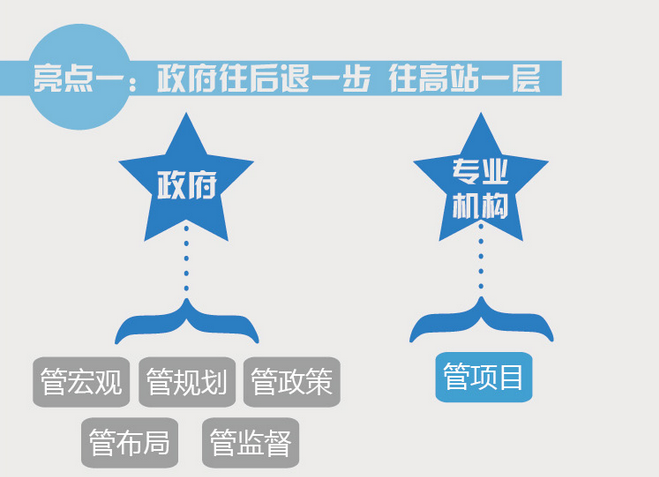 亮点一：政府往后退一步 往高站一层
政府
专业
机构
管宏观 管规划 管政策
管项目
管布局 管监督